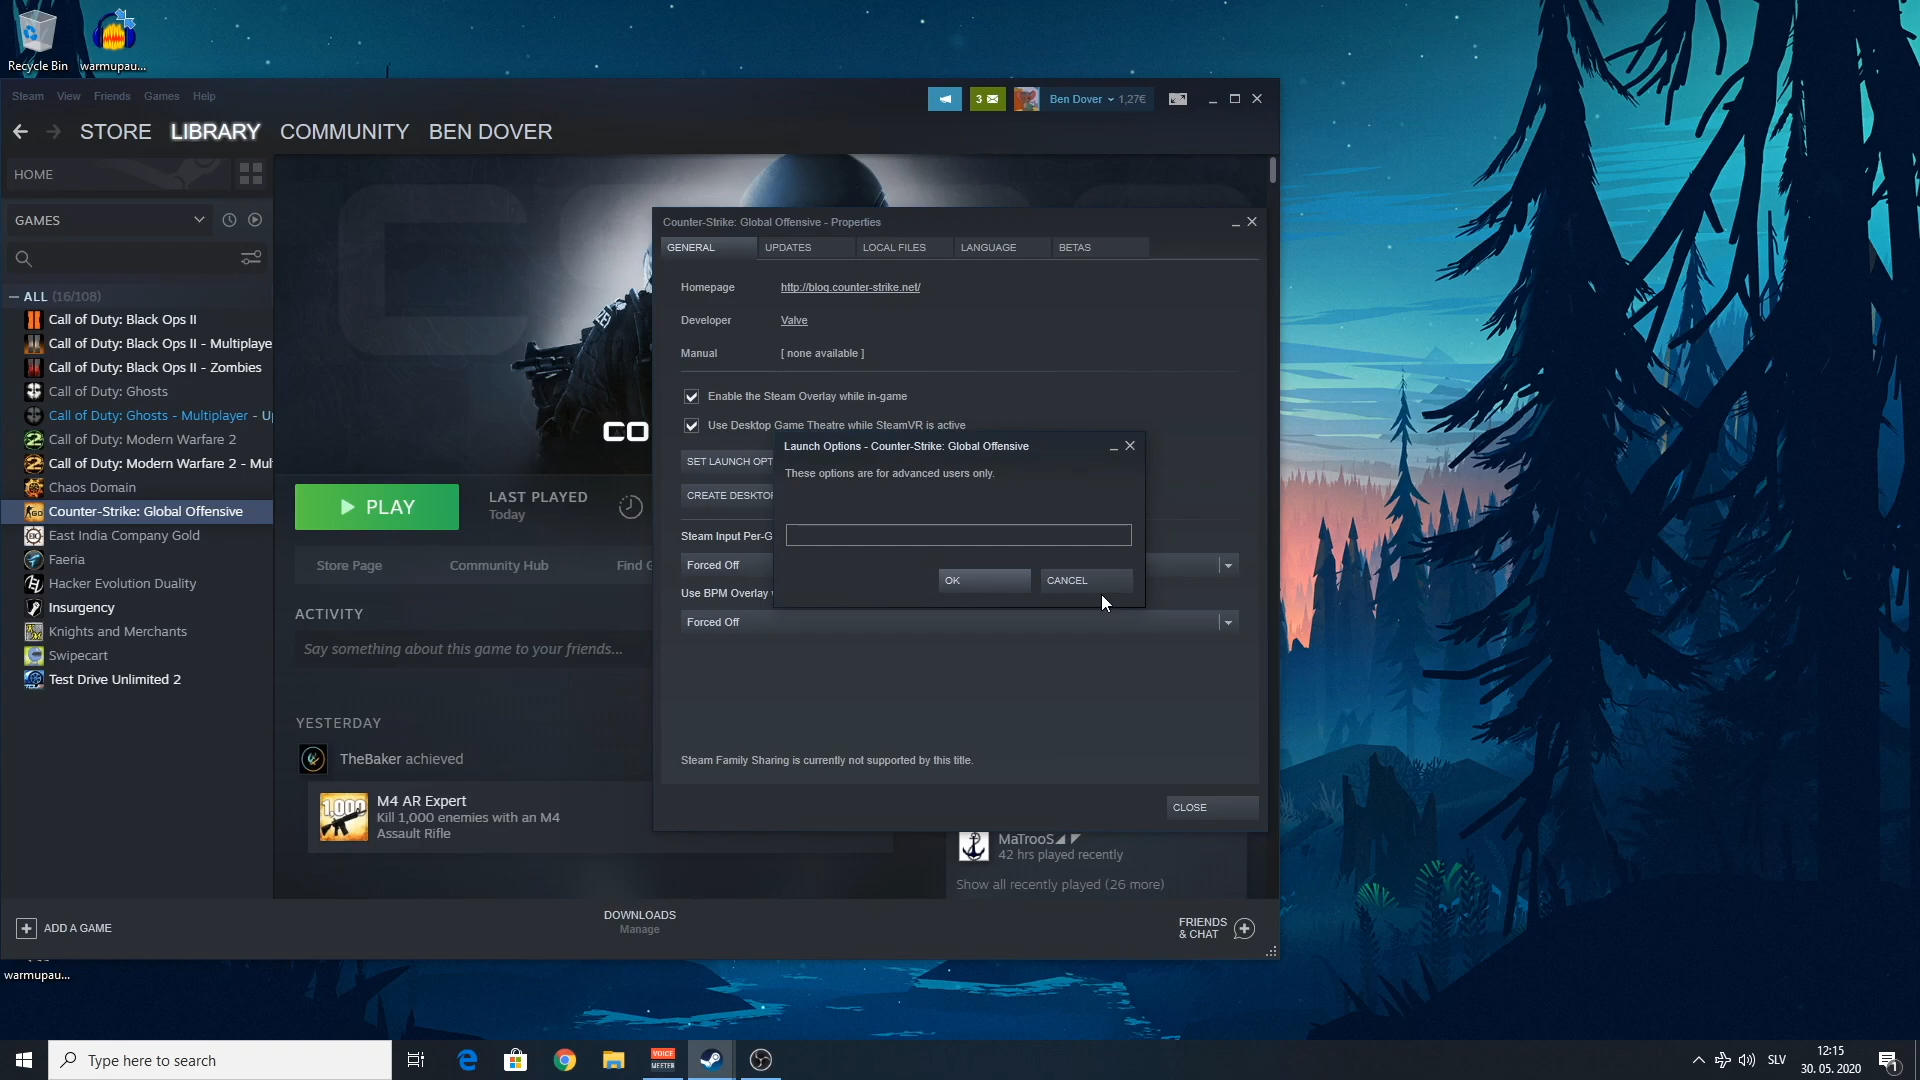 Recycle Bin
warmupau...
Steam View Friends Games Help
3
Ben Dover 1,27€
STORE LIBRARY COMMUNITY BEN DOVER
HOME
GAMES
ALL (16/108)
Call of Duty: Black Ops II
Call of Duty: Black Ops II - Multiplaye
Call of Duty: Black Ops II - Zombies
Call of Duty: Ghosts
Call of Duty: Ghosts - Multiplayer - Up
Call of Duty: Modern Warfare 2
Call of Duty: Modern Warfare 2 - Mul
Chaos Domain
Counter-Strike: Global Offensive
East India Company Gold
Faeria
Hacker Evolution Duality
Insurgency
Knights and Merchants
Swipecart
Test Drive Unlimited 2
CO
PLAY
LAST PLAYED
Today
Store Page Community Hub Find G
ACTIVITY
Say something about this game to your friends...
YESTERDAY
TheBaker achieved
1,000
M4 AR Expert
Kill 1,000 enemies with an M4
Assault Rifle
Counter-Strike: Global Offensive - Properties
GENERAL UPDATES LOCAL FILES LANGUAGE BETAS
Homepage http://blog.counter-strike.net/
Developer Valve
Manual [ none available ]
Enable the Steam Overlay while in-game
Use Desktop Game Theatre while SteamVR is active
SET LAUNCH OPT
CREATE DESKTOP
Steam Input Per-G
Forced Off
Use BPM Overlay w
Forced Off
Launch Options - Counter-Strike: Global Offensive
These options are for advanced users only.
OK CANCEL
Steam Family Sharing is currently not supported by this title.
CLOSE
MaTrooS
42 hrs played recently
Show all recently played (26 more)
ADD A GAME
DOWNLOADS
Manage
FRIENDS
& CHAT
warmupau...
Type here to search
VOICE
MEETER
SLV
12:15
30. 05. 2020
1